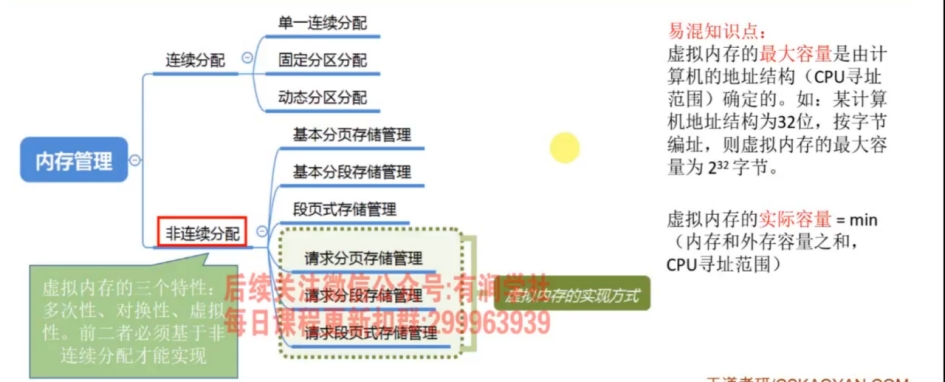 单一连续分配
连续分配
固定分区分配
动态分区分配
内存管理
基本分页存储管理
基本分段存储管理
段页式存储管理
非连续分配
请求分页存储管理
请求分段存储管理
请求段页式存储管理
虚拟内存的实现方式
虚拟内存的三个特性：
多次性、对换性、虚拟
性。前二者必须基于非
连续分配才能实现
后续关注微信公众号:有润学社
每日课程更新扣群:299963939
易混知识点：
虚拟内存的最大容量是由计
算机的地址结构（CPU寻址
范围）确定的。如：某计算
机地址结构为32位，按字节
编址，则虚拟内存的最大容
量为 2³² 字节。
虚拟内存的实际容量 = min
（内存和外存容量之和，
CPU寻址范围）
王道考研/CSKAOYAN.COM